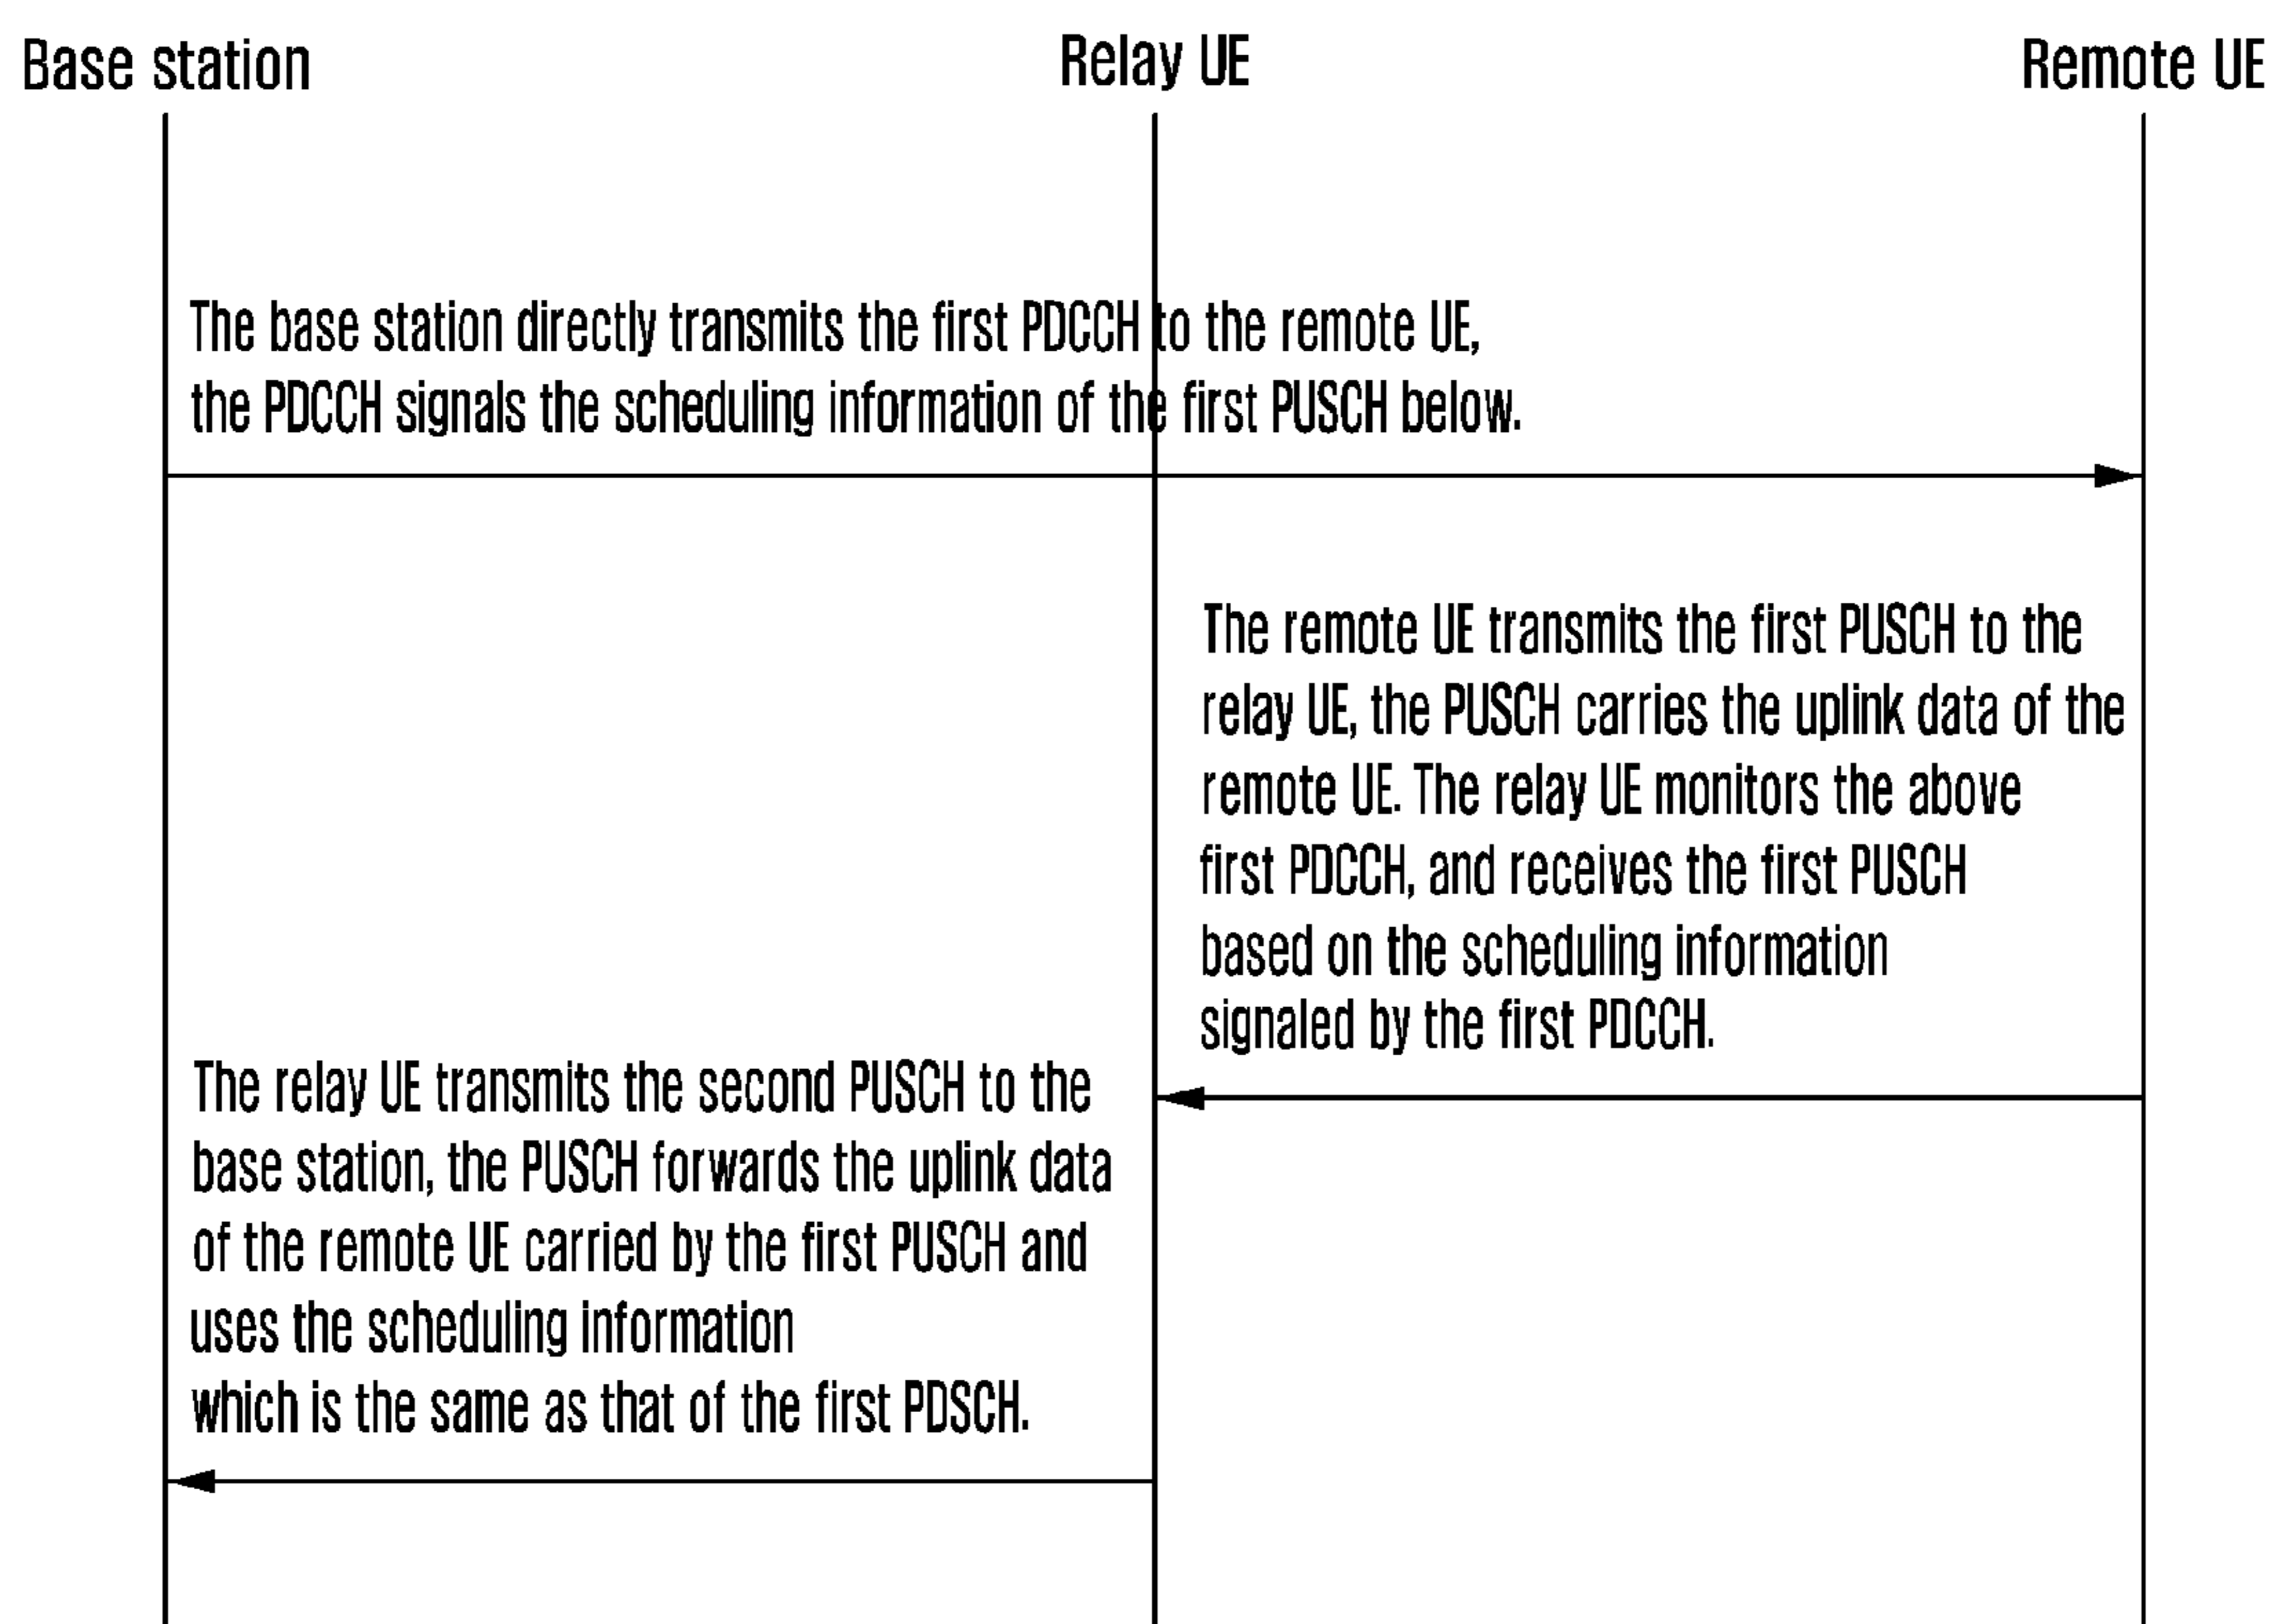 Base station
Relay UE
Remote UE
The base station directly transmits the first PDCCH to the remote UE,
the PDCCH signals the scheduling information of the first PUSCH below.
The remote UE transmits the first PUSCH to the
relay UE, the PUSCH carries the uplink data of the
remote UE. The relay UE monitors the above
first PDCCH, and receives the first PUSCH
based on the scheduling information
signaled by the first PDCCH.
The relay UE transmits the second PUSCH to the
base station, the PUSCH forwards the uplink data
of the remote UE carried by the first PUSCH and
uses the scheduling information
which is the same as that of the first PDSCH.